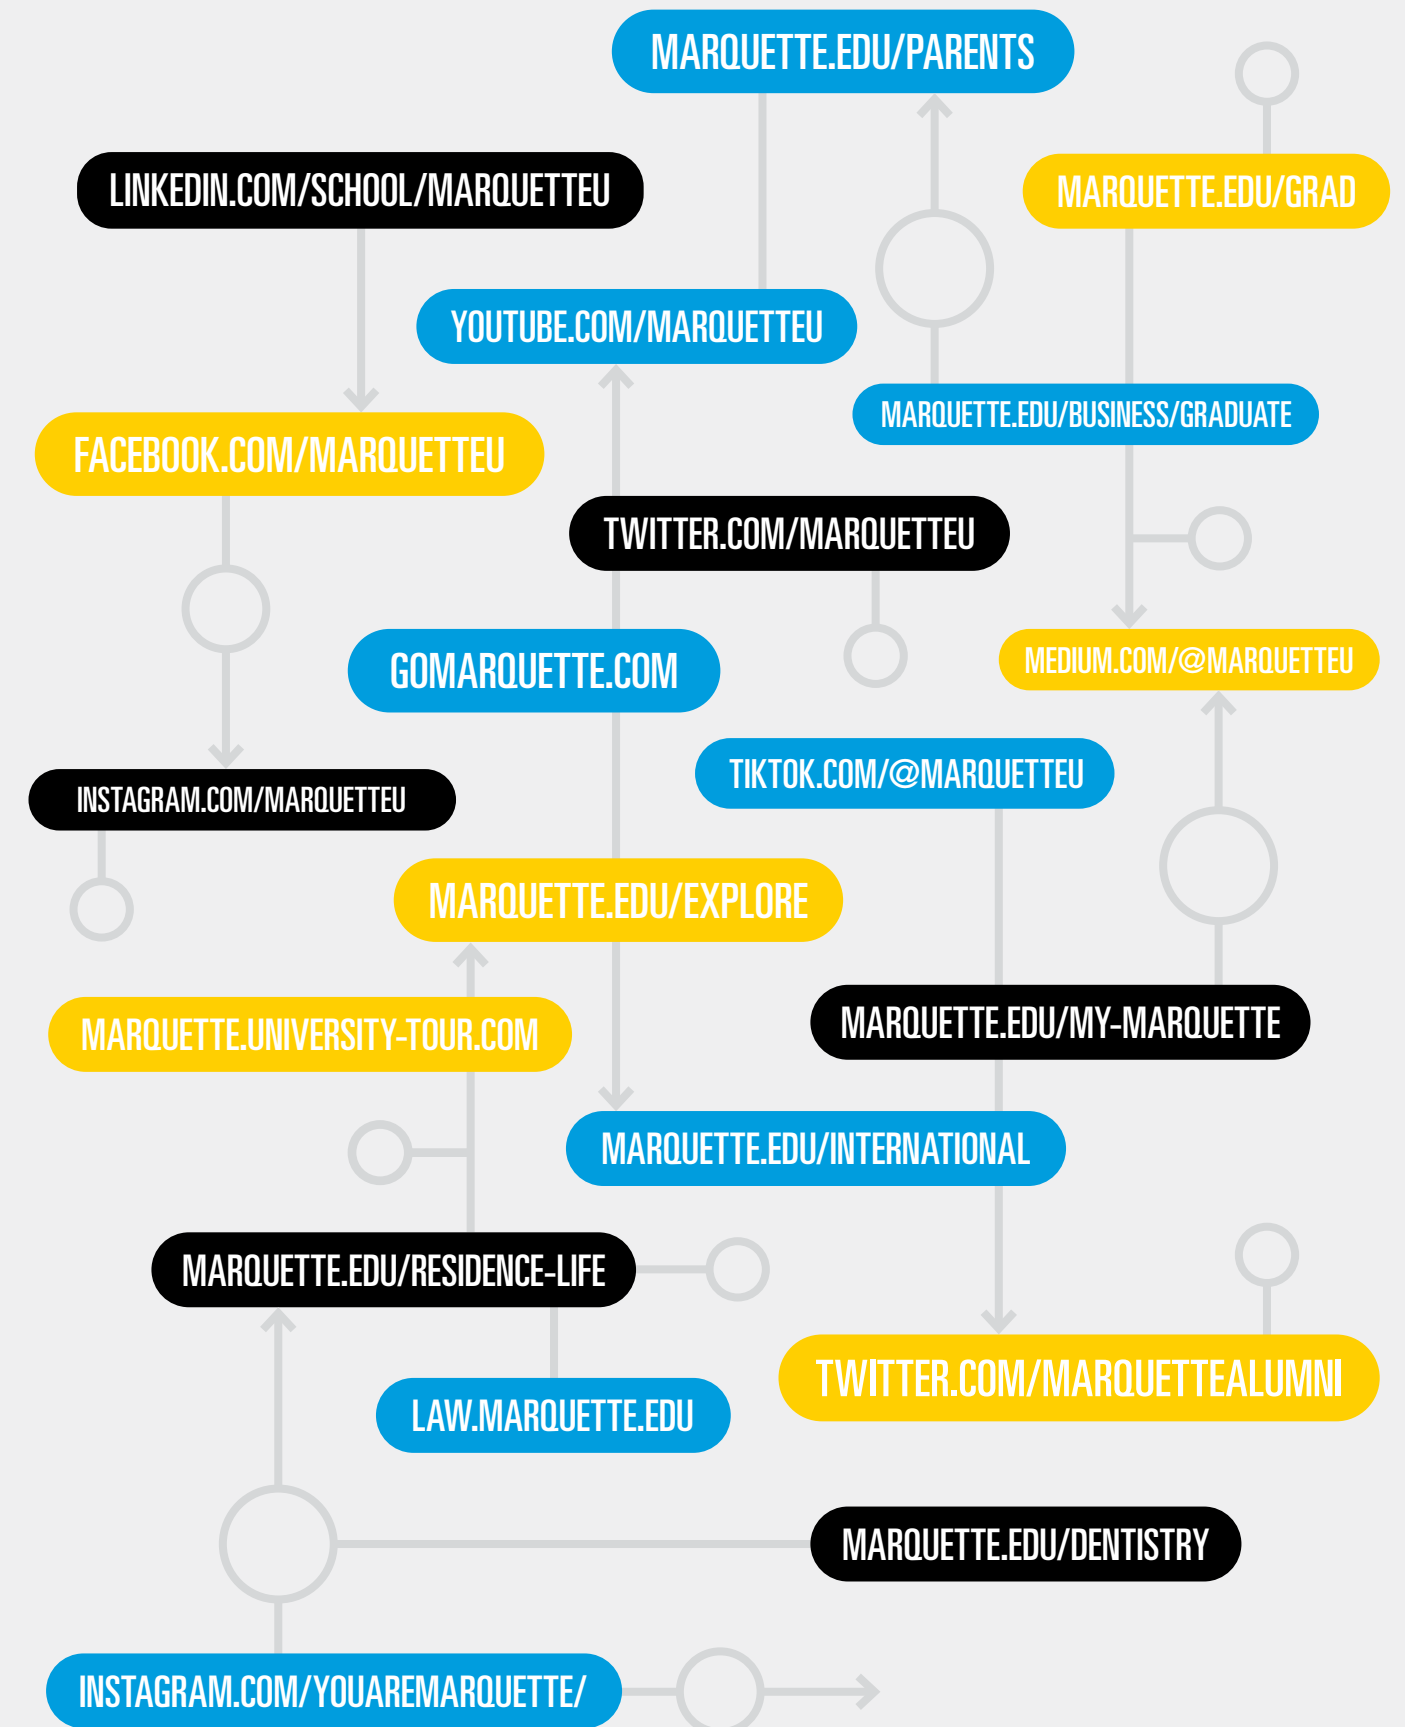 MARQUETTE.EDU/PARENTS
LINKEDIN.COM/SCHOOL/MARQUETTEU
MARQUETTE.EDU/GRAD
YOUTUBE.COM/MARQUETTEU
MARQUETTE.EDU/BUSINESS/GRADUATE
FACEBOOK.COM/MARQUETTEU
TWITTER.COM/MARQUETTEU
GOMARQUETTE.COM
MEDIUM.COM/@MARQUETTEU
TIKTOK.COM/@MARQUETTEU
INSTAGRAM.COM/MARQUETTEU
MARQUETTE.EDU/EXPLORE
MARQUETTE.EDU/MY-MARQUETTE
MARQUETTE.UNIVERSITY-TOUR.COM
MARQUETTE.EDU/INTERNATIONAL
MARQUETTE.EDU/RESIDENCE-LIFE
TWITTER.COM/MARQUETTEALUMNI
LAW.MARQUETTE.EDU
MARQUETTE.EDU/DENTISTRY
INSTAGRAM.COM/YOUAREMARQUETTE/